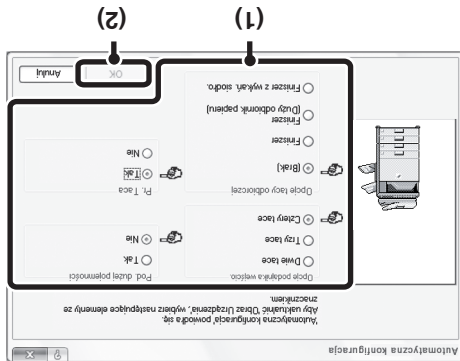 Automatyczna konfiguracja
'Automatyczna konfiguracja', powiodła się.
Aby uaktualnić 'Obraz Urządzenia', wybierz następujące elementy ze
znacznikiem.
Opcje podajnika wejścio.
Dwie tace
Trzy tace
Cztery tace
Pod. dużej pojemności
Tak
Nie
Opcje tacy odbiorczej
(Brak)
Finiszer
Finiszer
(Duży odbiornik papieru)
Finiszer z wykań. siodło.
Pr. Taca
Tak
Nie
OK
Anuluj
(1)
(2)